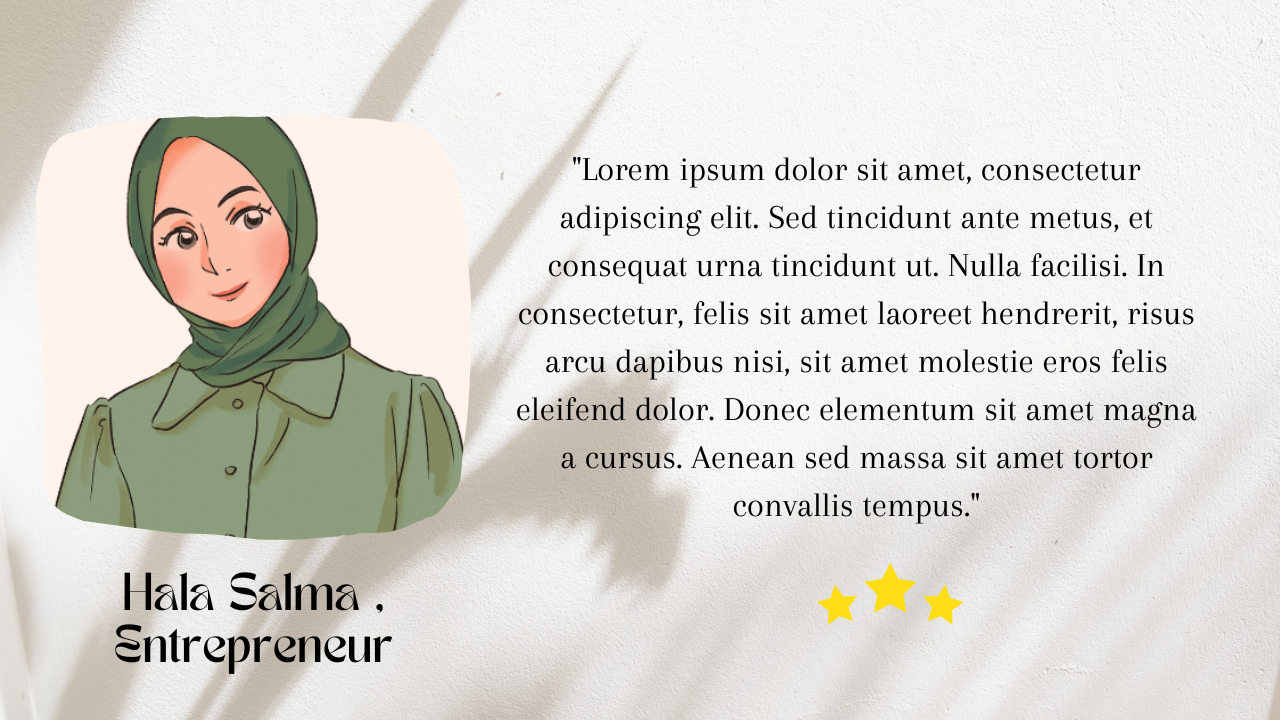 "Lorem ipsum dolor sit amet, consectetur
adipiscing elit. Sed tincidunt ante metus, et
consequat urna tincidunt ut. Nulla facilisi. In
consectetur, felis sit amet laoreet hendrerit, risus
arcu dapibus nisi, sit amet molestie eros felis
eleifend dolor. Donec elementum sit amet magna
a cursus. Aenean sed massa sit amet tortor
convallis tempus."
Hala Salma ,
Entrepreneur